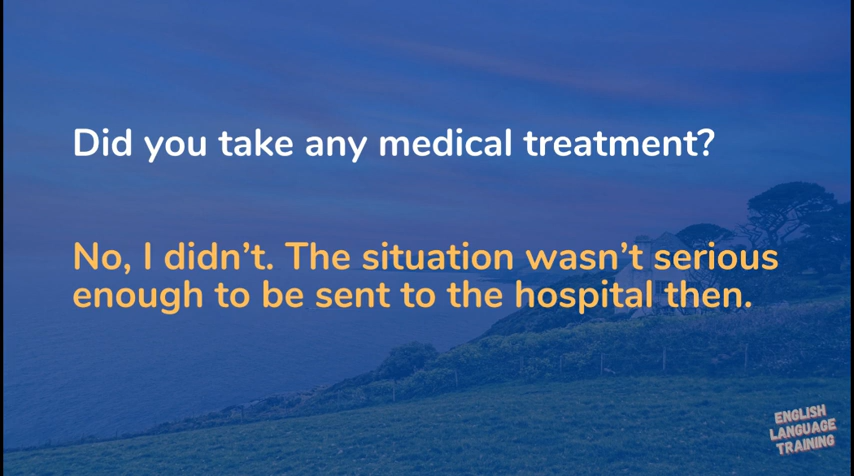 Did you take any medical treatment?
No, I didn’t. The situation wasn’t serious
enough to be sent to the hospital then.
ENGLISH
LANGUAGE
TRAINING